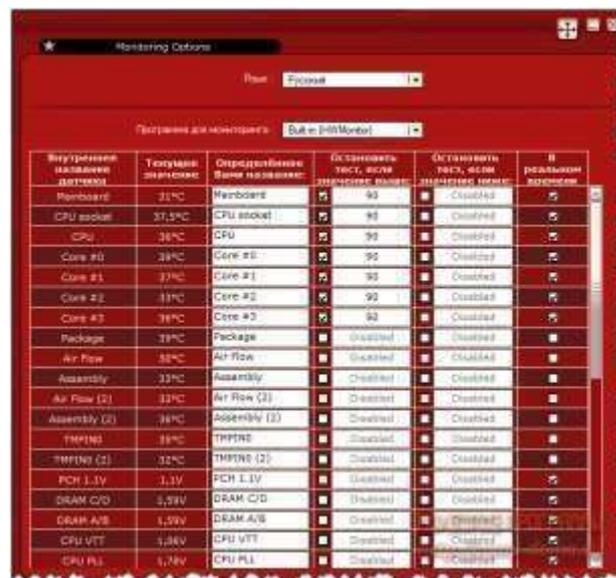 Monitoring Options
Язык Русский
Программа для мониторинга Built in (HWMonitor)
Внутреннее название датчика Текущее значение Определённое Вами название: Остановить тест, если значение выше: Остановить тест, если значение ниже: В реальном времени
Mainboard 31°C Mainboard 90 Disabled
CPU socket 37,5°C CPU socket 90 Disabled
CPU 36°C CPU 90 Disabled
Core #0 39°C Core #0 90 Disabled
Core #1 37°C Core #1 90 Disabled
Core #2 33°C Core #2 90 Disabled
Core #3 36°C Core #3 90 Disabled
Package 39°C Package Disabled Disabled
Air Flow 30°C Air Flow Disabled Disabled
Assembly 33°C Assembly Disabled Disabled
Air Flow (2) 32°C Air Flow (2) Disabled Disabled
Assembly (2) 36°C Assembly (2) Disabled Disabled
TMPIN0 TMPIN0 Disabled Disabled
TMPIN0 (2) 32°C TMPIN0 (2) Disabled Disabled
PCH 1.1V 1,1V PCH 1.1V Disabled Disabled
DRAM C/D 1,59V DRAM C/D Disabled Disabled
DRAM A/B 1,59V DRAM A/B Disabled Disabled
CPU VTT 1,06V CPU VTT Disabled
CPU PLL 1,78V CPU PLL Disabled